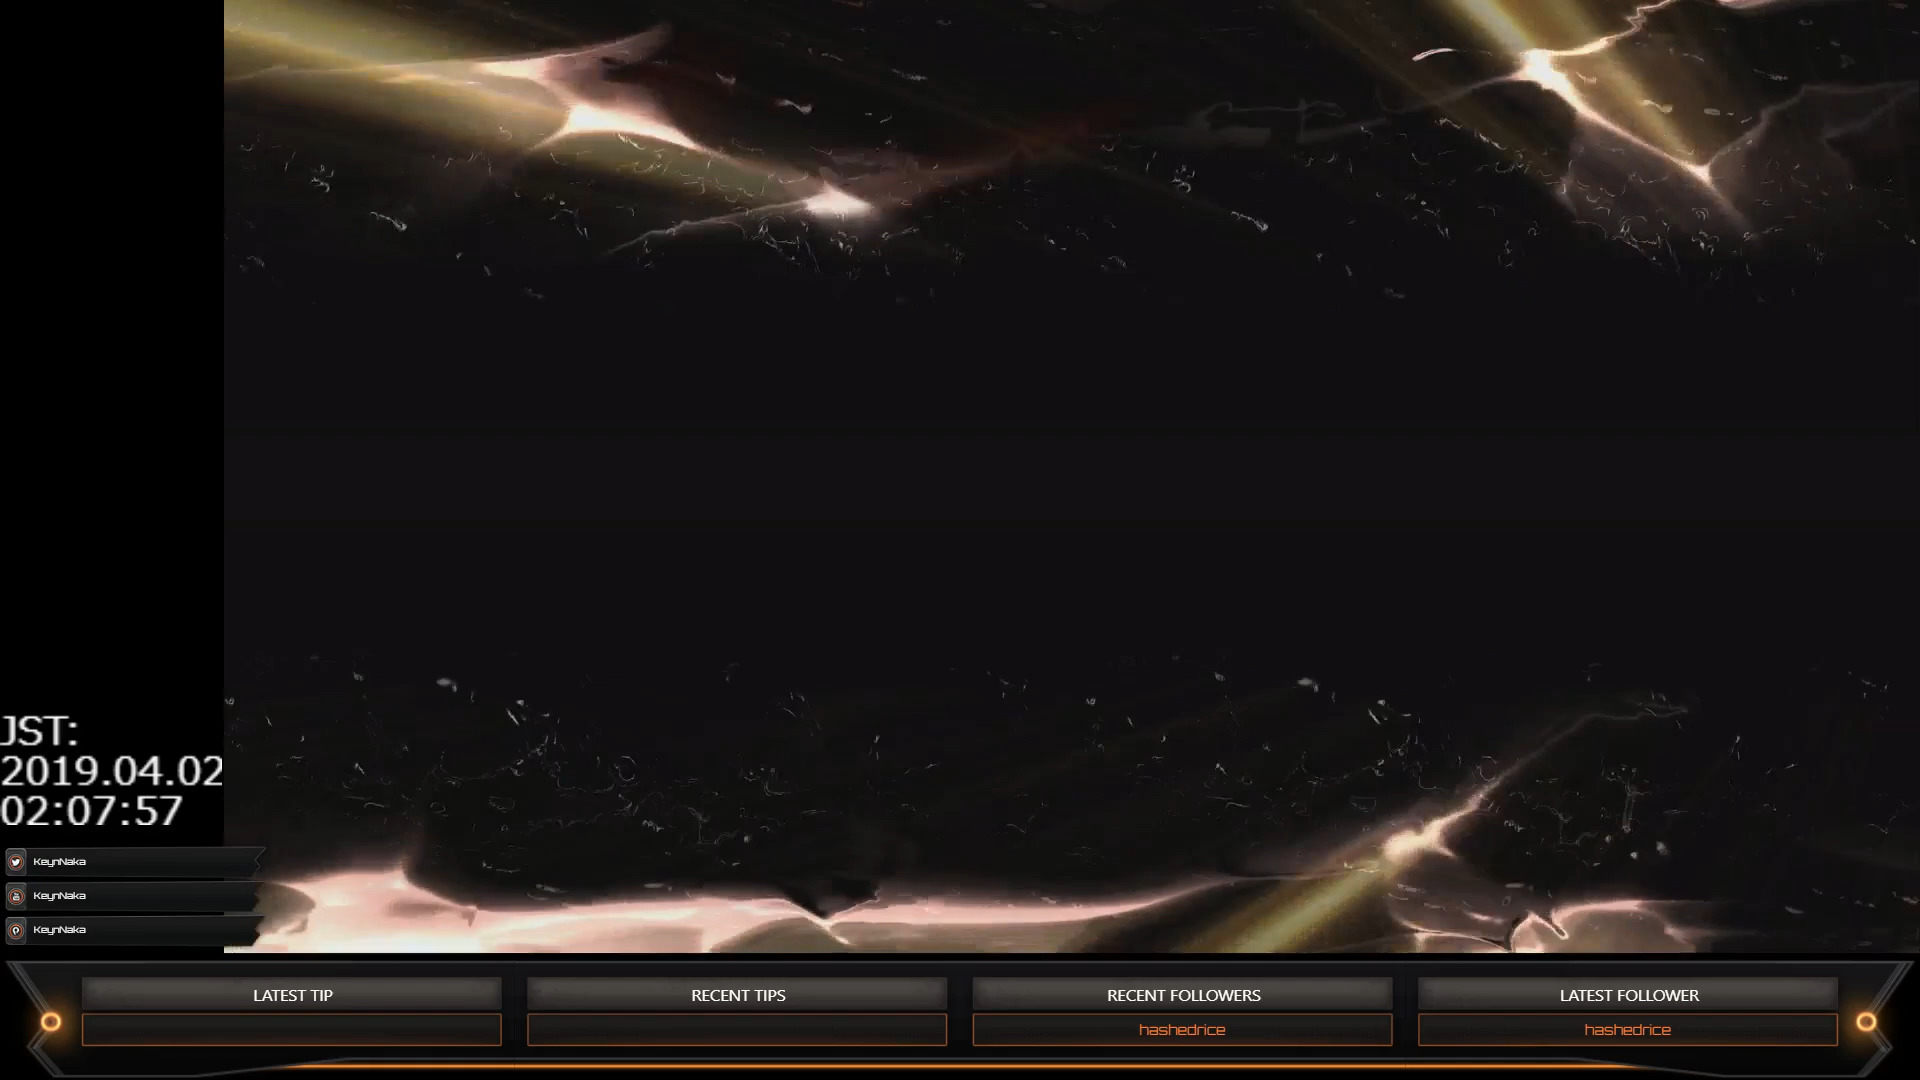 JST:
2019.04.02
02:07:57
KeynNaka
KeynNaka
KeynNaka
LATEST TIP
RECENT TIPS
RECENT FOLLOWERS
LATEST FOLLOWER
hashedrice
hashedrice